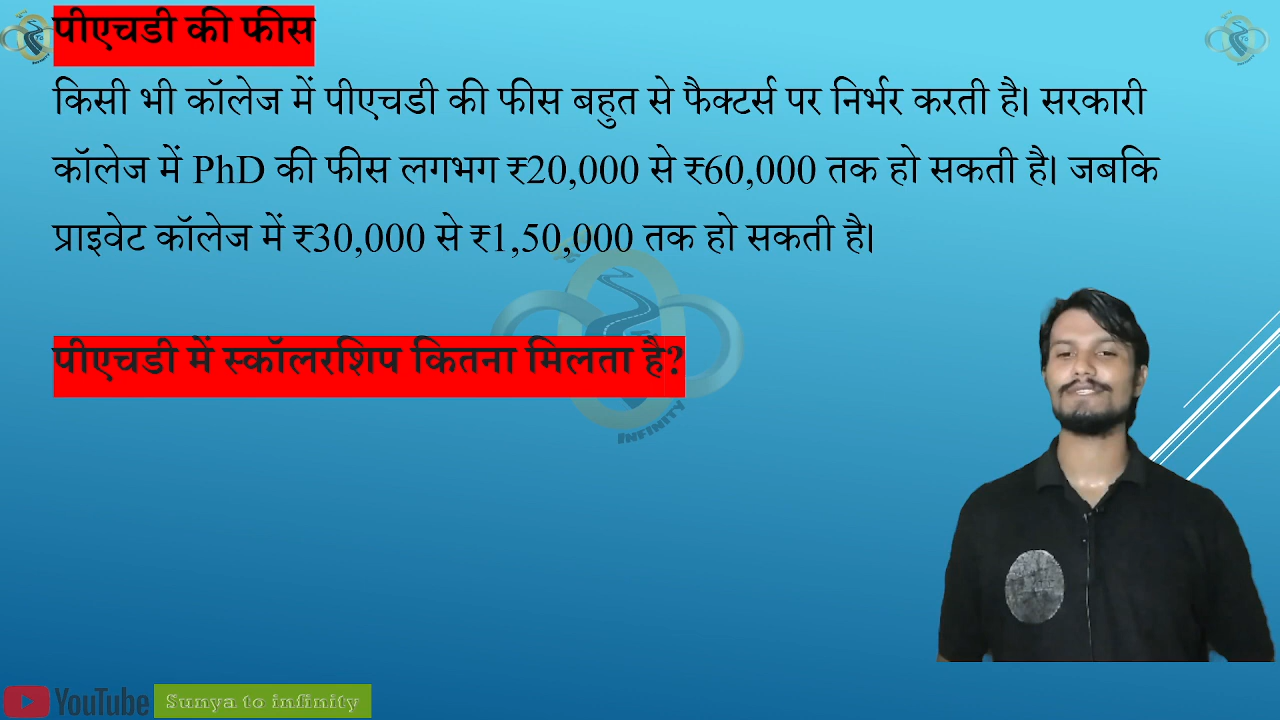 पीएचडी की फीस
किसी भी कॉलेज में पीएचडी की फीस बहुत से फैक्टर्स पर निर्भर करती है। सरकारी
कॉलेज में PhD की फीस लगभग ₹20,000 से ₹60,000 तक हो सकती है। जबकि
प्राइवेट कॉलेज में ₹30,000 से ₹1,50,000 तक हो सकती है।
पीएचडी में स्कॉलरशिप कितना मिलता है?
INFINITY
YouTube
Sunya to infinity